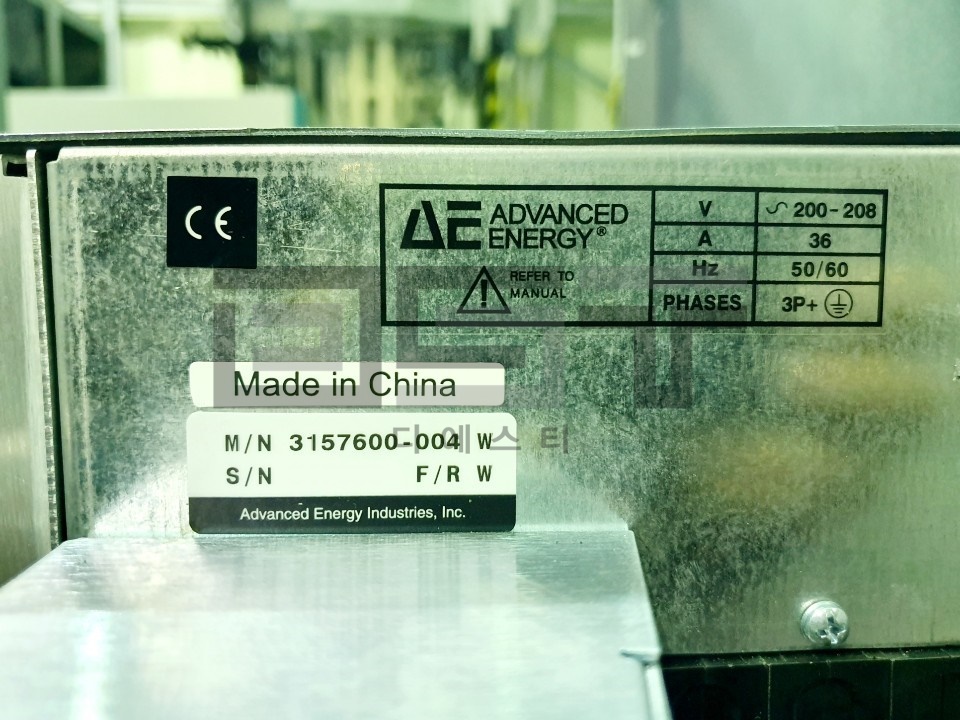 CE
AE ADVANCED ENERGY®
REFER TO
MANUAL
V 200-208
A 36
Hz 50/60
PHASES 3P+
Made in China
M/N 3157600-004 W
S/N F/R W
Advanced Energy Industries, Inc.
DST
디에스티